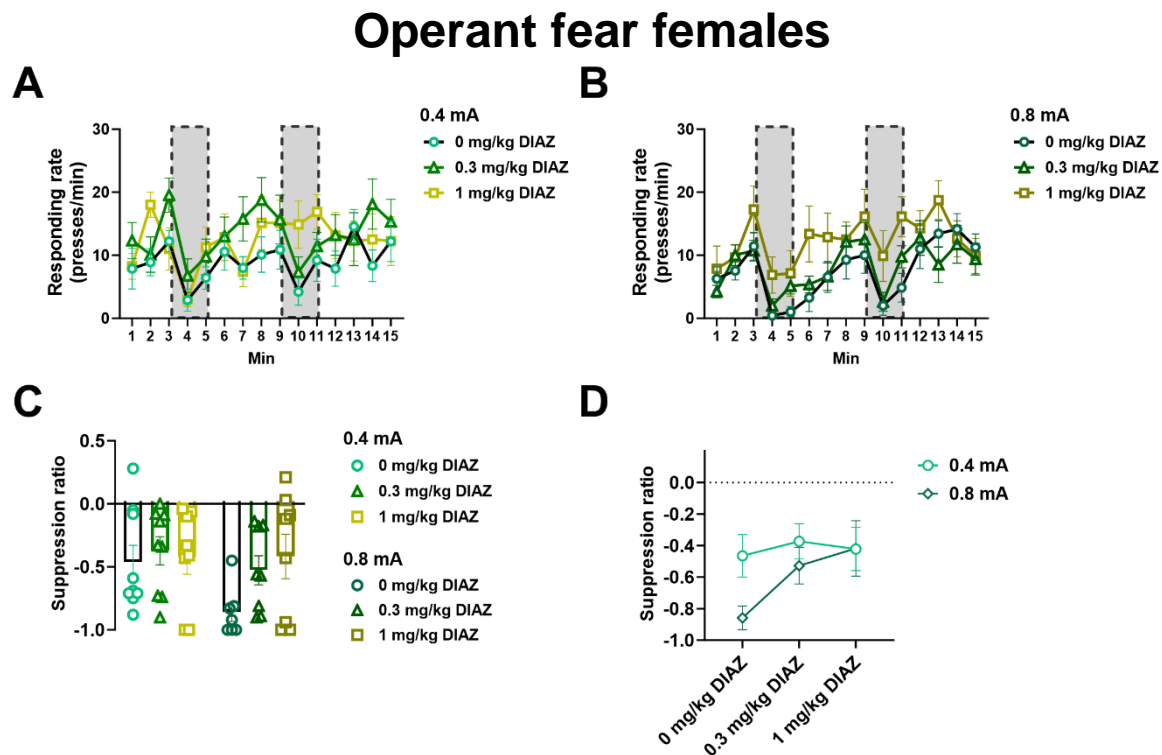 Operant fear females
A
Responding rate
(presses/min)
30
20
10
0
1 2 3 4 5 6 7 8 9 10 11 12 13 14 15
Min
0.4 mA
0 mg/kg DIAZ
0.3 mg/kg DIAZ
1 mg/kg DIAZ
B
Responding rate
(presses/min)
30
20
10
0
1 2 3 4 5 6 7 8 9 10 11 12 13 14 15
Min
0.8 mA
0 mg/kg DIAZ
0.3 mg/kg DIAZ
1 mg/kg DIAZ
C
Suppression ratio
0.5
0.0
-0.5
-1.0
0.4 mA
0 mg/kg DIAZ
0.3 mg/kg DIAZ
1 mg/kg DIAZ
0.8 mA
0 mg/kg DIAZ
0.3 mg/kg DIAZ
1 mg/kg DIAZ
D
Suppression ratio
0.0
-0.2
-0.4
-0.6
-0.8
-1.0
0 mg/kg DIAZ
0.3 mg/kg DIAZ
1 mg/kg DIAZ
0.4 mA
0.8 mA